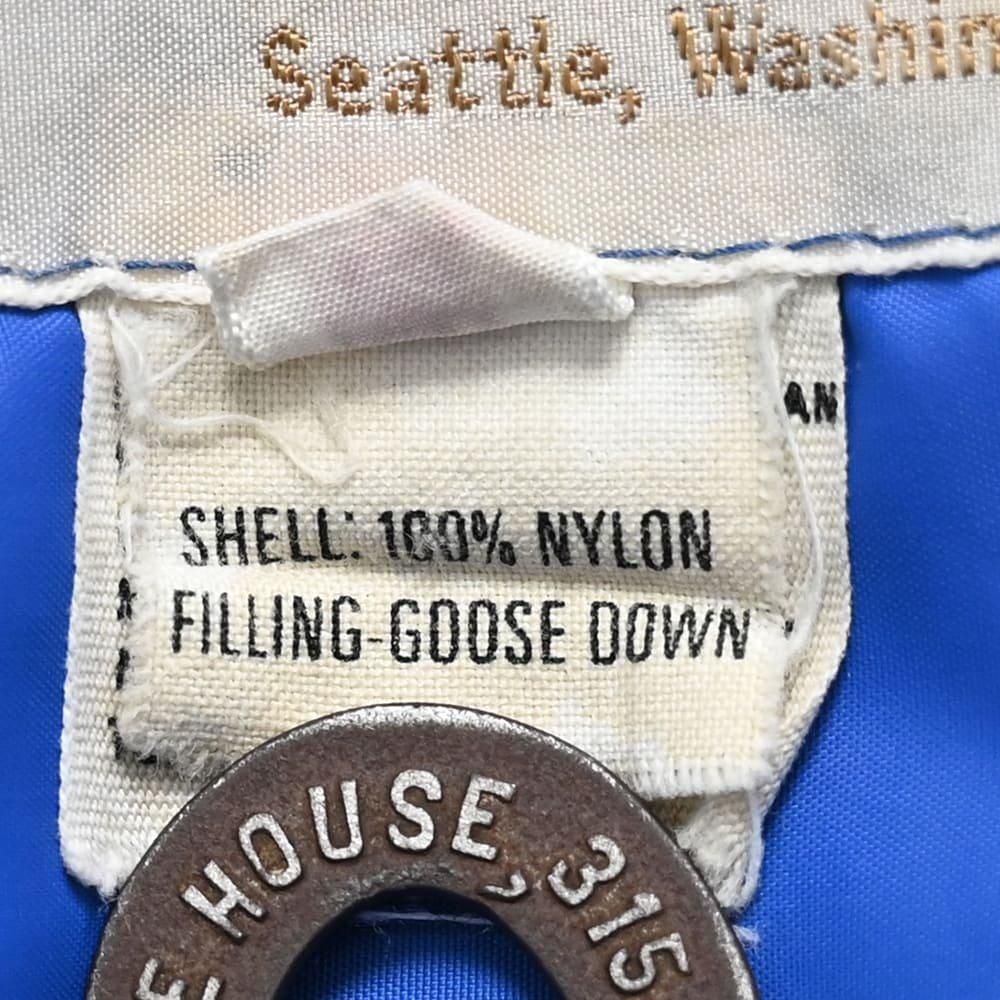 Seattle, Washin
AN
SHELL: 100% NYLON
FILLING-GOOSE DOWN
E HOUSE, 315